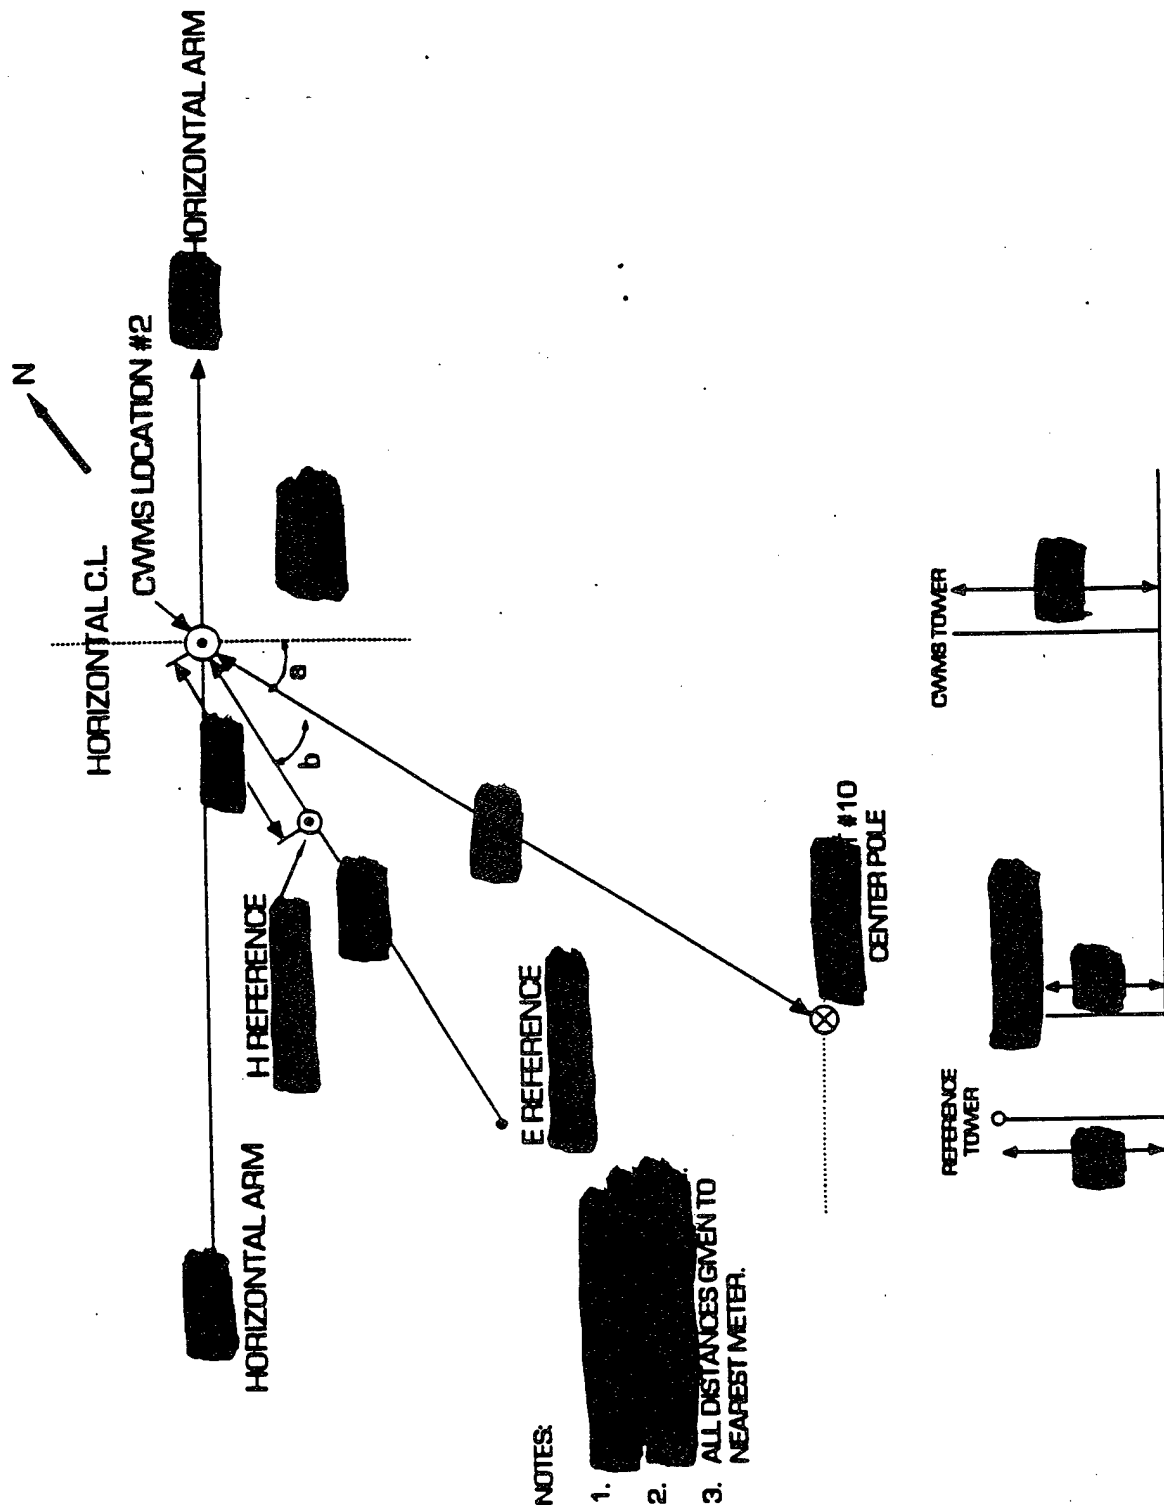 N
HORIZONTAL C.L.
CWMS LOCATION #2
HORIZONTAL ARM
a
b
H REFERENCE
HORIZONTAL ARM
E REFERENCE
#10
CENTER POLE
NOTES:
1.
2.
3. ALL DISTANCES GIVEN TO
NEAREST METER.
REFERENCE
TOWER
CWMS TOWER